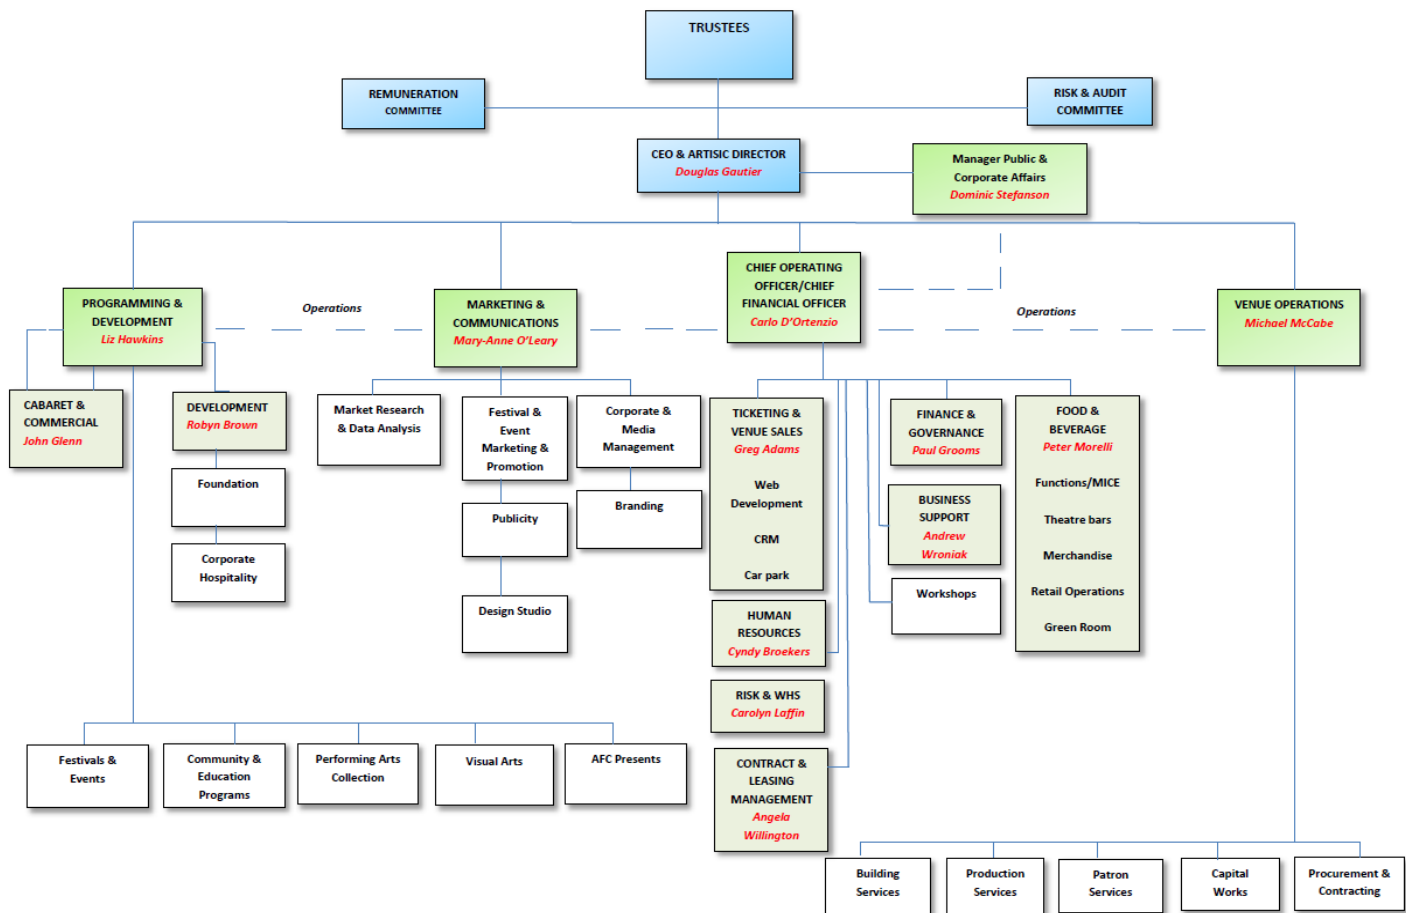 TRUSTEES
REMUNERATION
COMMITTEE
RISK & AUDIT
COMMITTEE
CEO & ARTISIC DIRECTOR
Douglas Gautier
Manager Public &
Corporate Affairs
Dominic Stefanson
PROGRAMMING &
DEVELOPMENT
Liz Hawkins
Operations
MARKETING &
COMMUNICATIONS
Mary-Anne O'Leary
CHIEF OPERATING
OFFICER/CHIEF
FINANCIAL OFFICER
Carlo D'Ortenzio
Operations
VENUE OPERATIONS
Michael McCabe
CABARET &
COMMERCIAL
John Glenn
DEVELOPMENT
Robyn Brown
Foundation
Corporate
Hospitality
Market Research
& Data Analysis
Festival &
Event
Marketing &
Promotion
Publicity
Design Studio
Corporate &
Media
Management
Branding
TICKETING &
VENUE SALES
Greg Adams
Web
Development
CRM
Car park
HUMAN
RESOURCES
Cyndy Broekers
RISK & WHS
Carolyn Laffin
CONTRACT &
LEASING
MANAGEMENT
Angela
Willington
FINANCE &
GOVERNANCE
Paul Grooms
BUSINESS
SUPPORT
Andrew
Wroniak
Workshops
FOOD &
BEVERAGE
Peter Morelli
Functions/MICE
Theatre bars
Merchandise
Retail Operations
Green Room
Festivals &
Events
Community &
Education
Programs
Performing Arts
Collection
Visual Arts
AFC Presents
Building
Services
Production
Services
Patron
Services
Capital
Works
Procurement &
Contracting